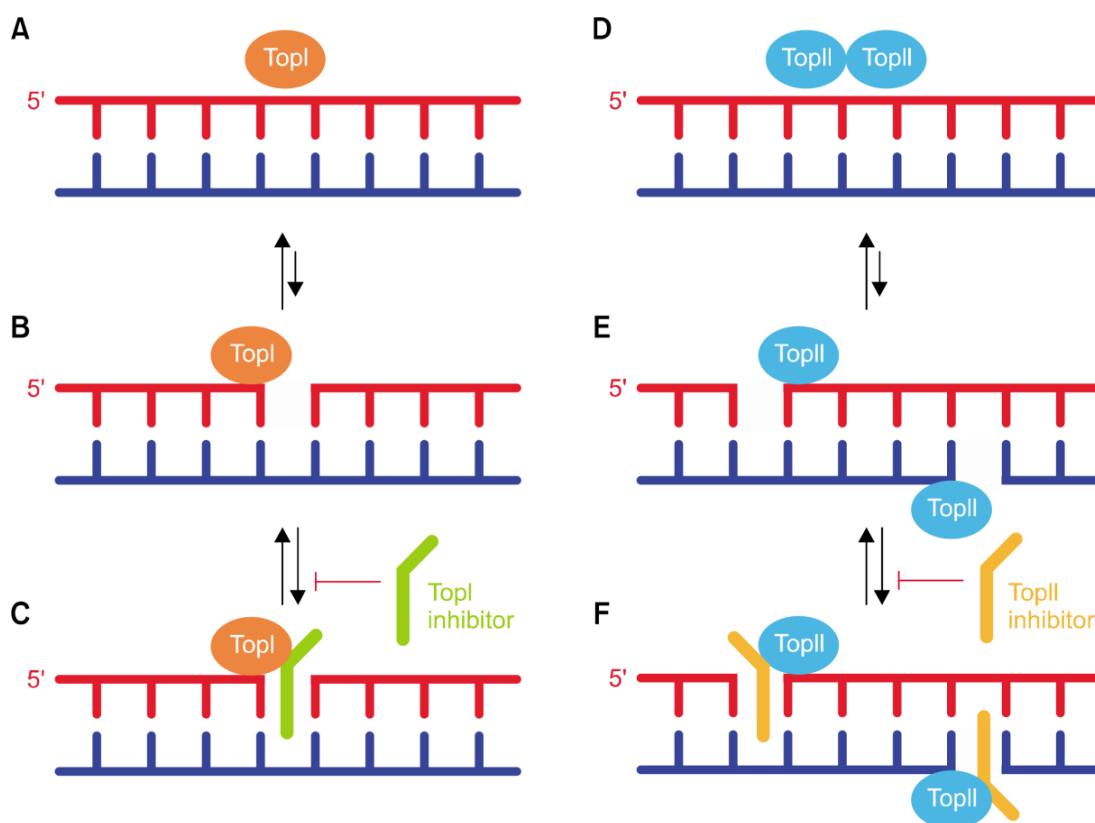 A
TopI
5'
B
TopI
5'
TopI
inhibitor
C
TopI
5'
D
TopII TopII
5'
E
TopII
5'
TopII
TopII
inhibitor
F
TopII
5'
TopII